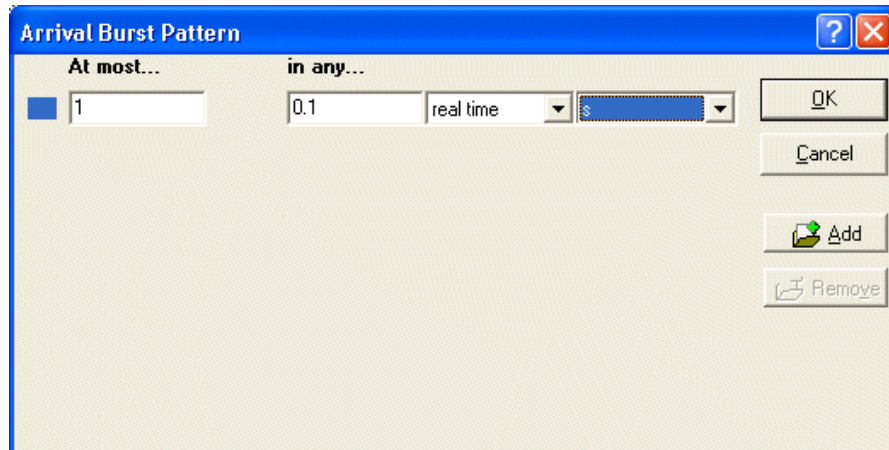 Arrival Burst Pattern
At most... in any...
1 0.1 real time s OK
Cancel
Add
Remove